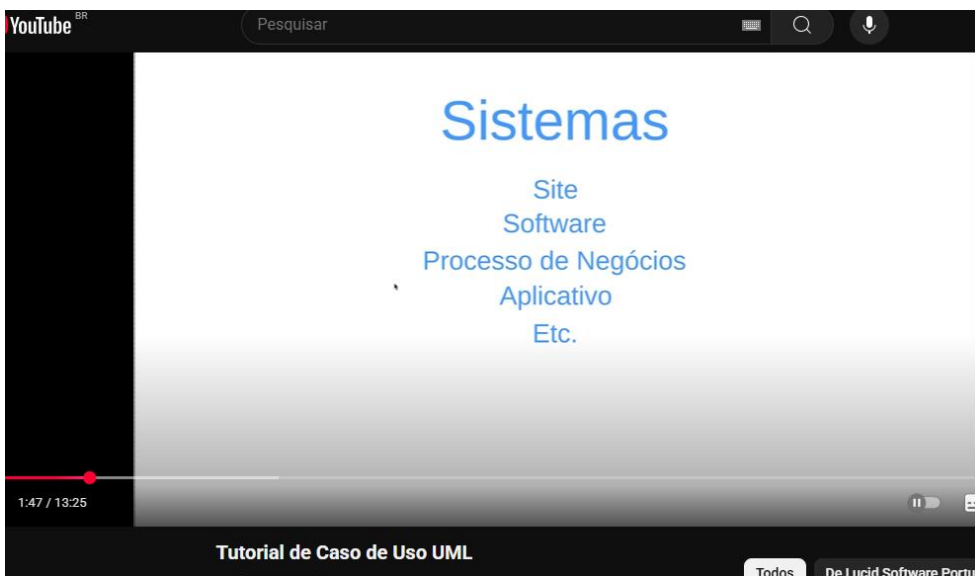 YouTube BR
Pesquisar
Sistemas
Site
Software
Processo de Negócios
Aplicativo
Etc.
1:47 / 13:25
Tutorial de Caso de Uso UML
Todos
De Lucid Software